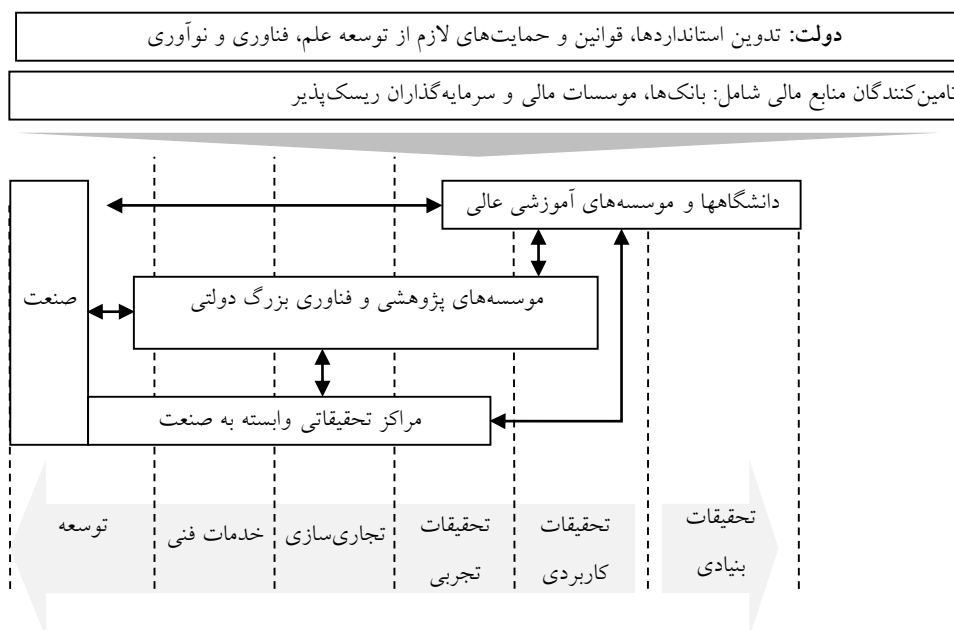 دولت: تدوین استانداردها، قوانین و حمایت‌های لازم از توسعه علم، فناوری و نوآوری
تامین‌کنندگان منابع مالی شامل: بانک‌ها، موسسات مالی و سرمایه‌گذاران ریسک‌پذیر
دانشگاهها و موسسه‌های آموزشی عالی
موسسه‌های پژوهشی و فناوری بزرگ دولتی
صنعت
مراکز تحقیقاتی وابسته به صنعت
تحقیقات
بنیادی
تحقیقات
کاربردی
تحقیقات
تجربی
تجاری‌سازی
خدمات فنی
توسعه